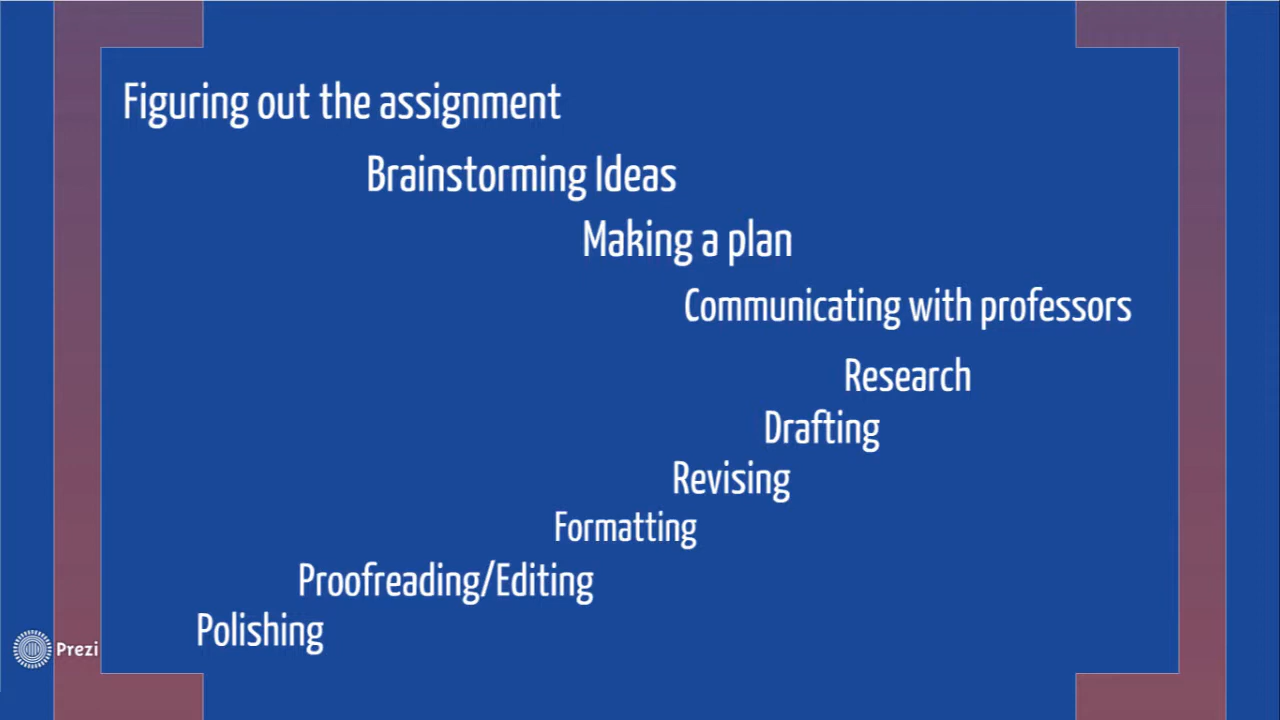 Figuring out the assignment
Brainstorming Ideas
Making a plan
Communicating with professors
Research
Drafting
Revising
Formatting
Proofreading/Editing
Polishing
Prezi